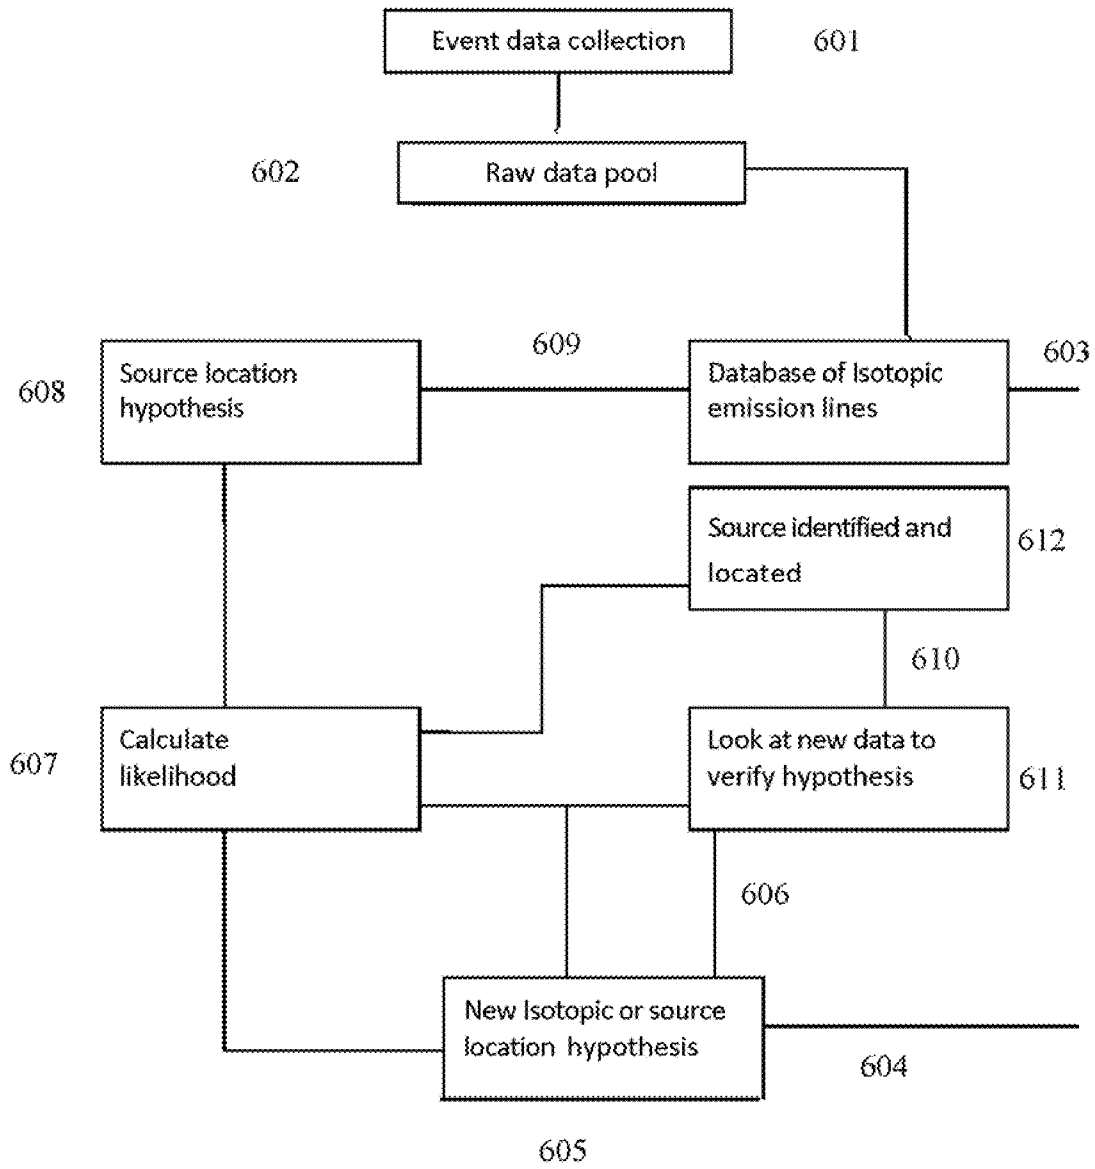 Event data collection
601
602
Raw data pool
609
603
608
Source location
hypothesis
Database of Isotopic
emission lines
Source identified and
located
612
610
607
Calculate
likelihood
Look at new data to
verify hypothesis
611
606
New Isotopic or source
location hypothesis
604
605